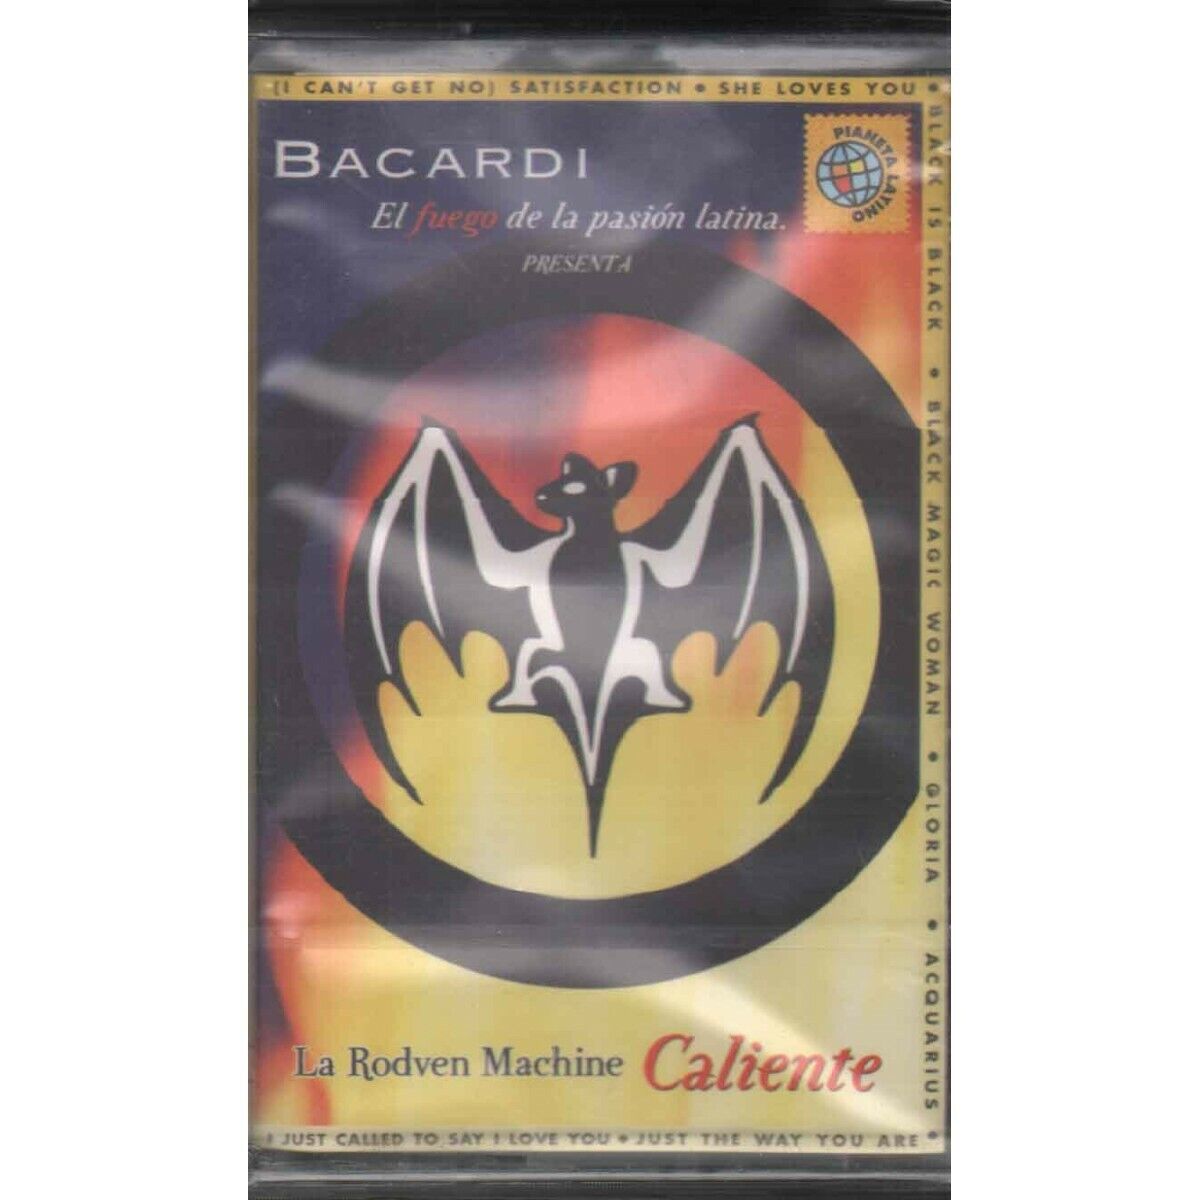 (I CAN'T GET NO) SATISFACTION • SHE LOVES YOU •
BLACK IS BLACK • BLACK MAGIC WOMAN • GLORIA • ACQUARIUS •
BACARDI
PIANETA LATINO
El fuego de la pasión latina.
PRESENTA
La Rodven Machine Caliente
I JUST CALLED TO SAY I LOVE YOU • JUST THE WAY YOU ARE